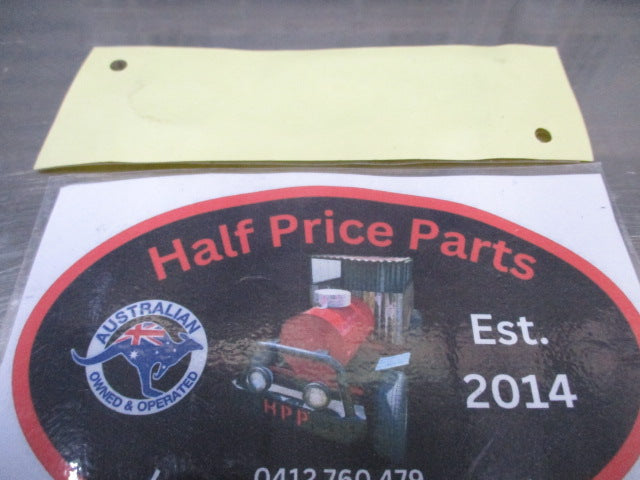 Half Price Parts
AUSTRALIAN
OWNED & OPERATED
Est.
2014
HPP
0412 760 479